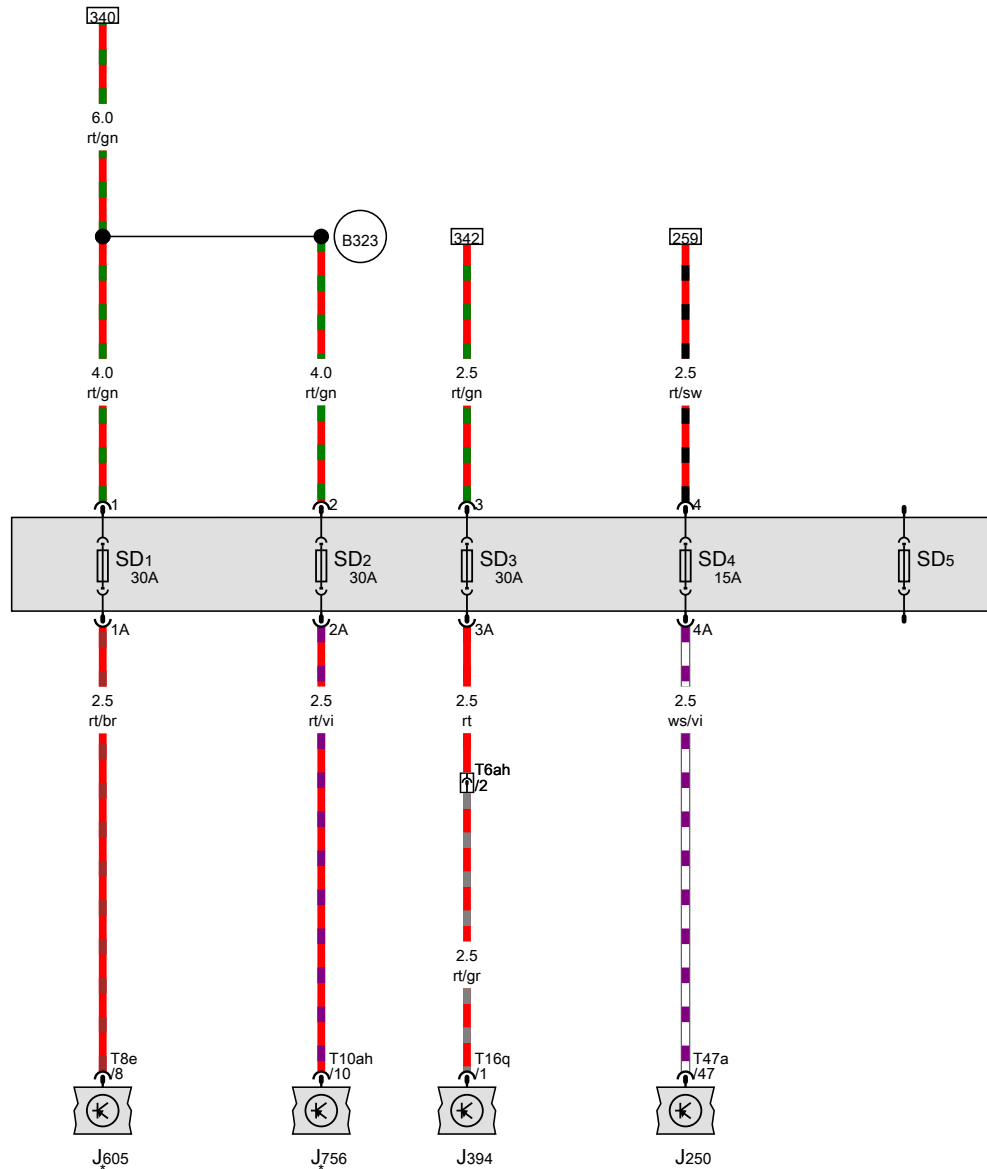 340
6.0
rt/gn
B323
342
259
4.0
rt/gn
4.0
rt/gn
2.5
rt/gn
2.5
rt/sw
1
2
3
4
SD1
30A
SD2
30A
SD3
30A
SD4
15A
SD5
1A
2A
3A
4A
2.5
rt/br
2.5
rt/vi
2.5
rt
2.5
ws/vi
T6ah
/2
2.5
rt/gr
T8e
/8
T10ah
/10
T16q
/1
T47a
/47
J605
*
J756
*
J394
J250